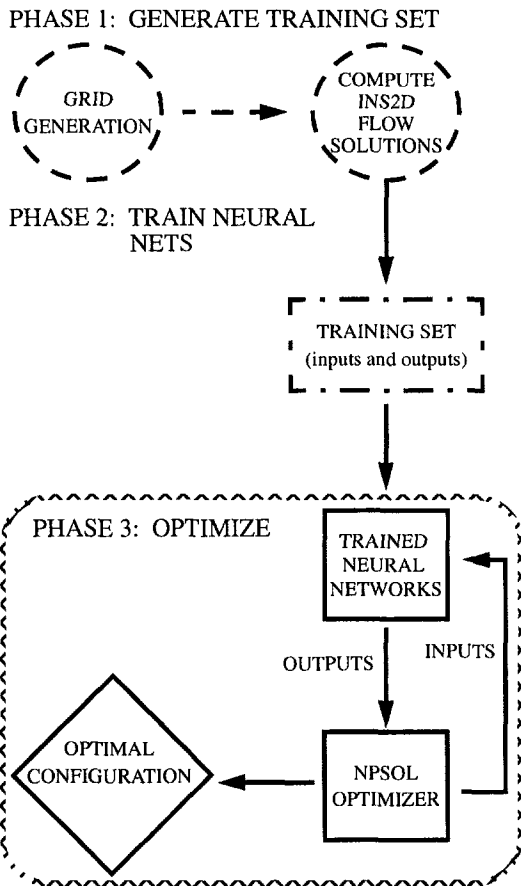 PHASE 1: GENERATE TRAINING SET
GRID
GENERATION
COMPUTE
INS2D
FLOW
SOLUTIONS
PHASE 2: TRAIN NEURAL
NETS
TRAINING SET
(inputs and outputs)
PHASE 3: OPTIMIZE
TRAINED
NEURAL
NETWORKS
OUTPUTS
INPUTS
OPTIMAL
CONFIGURATION
NPSOL
OPTIMIZER